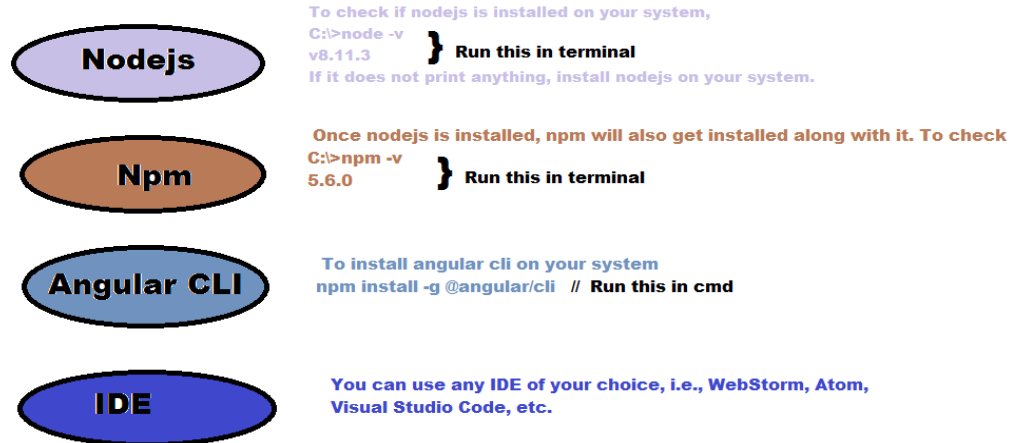 Nodejs
To check if nodejs is installed on your system,
C:\>node -v
v8.11.3
} Run this in terminal
If it does not print anything, install nodejs on your system.
Npm
Once nodejs is installed, npm will also get installed along with it. To check
C:\>npm -v
5.6.0
} Run this in terminal
Angular CLI
To install angular cli on your system
npm install -g @angular/cli // Run this in cmd
IDE
You can use any IDE of your choice, i.e., WebStorm, Atom,
Visual Studio Code, etc.